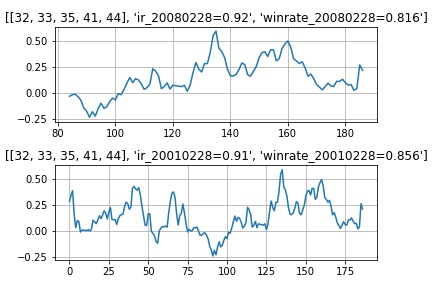 [[32, 33, 35, 41, 44], 'ir_20080228=0.92', 'winrate_20080228=0.816']
0.50
0.25
0.00
−0.25
80 100 120 140 160 180
[[32, 33, 35, 41, 44], 'ir_20010228=0.91', 'winrate_20010228=0.856']
0.50
0.25
0.00
−0.25
0 25 50 75 100 125 150 175